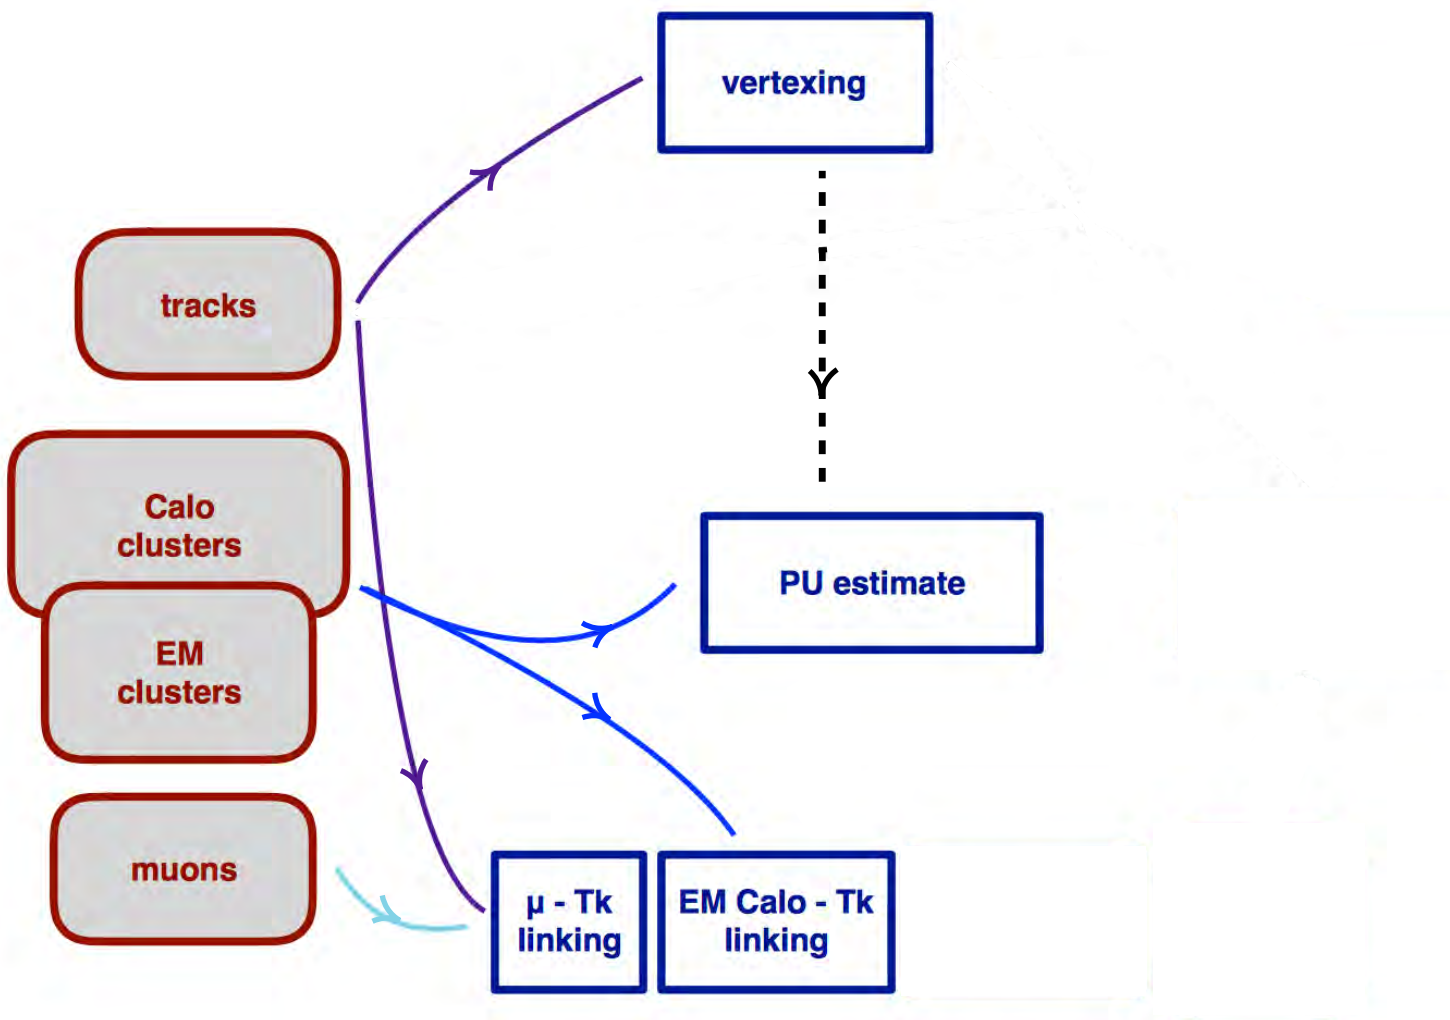 vertexing
tracks
Calo
clusters
PU estimate
EM
clusters
muons
µ - Tk
linking
EM Calo - Tk
linking